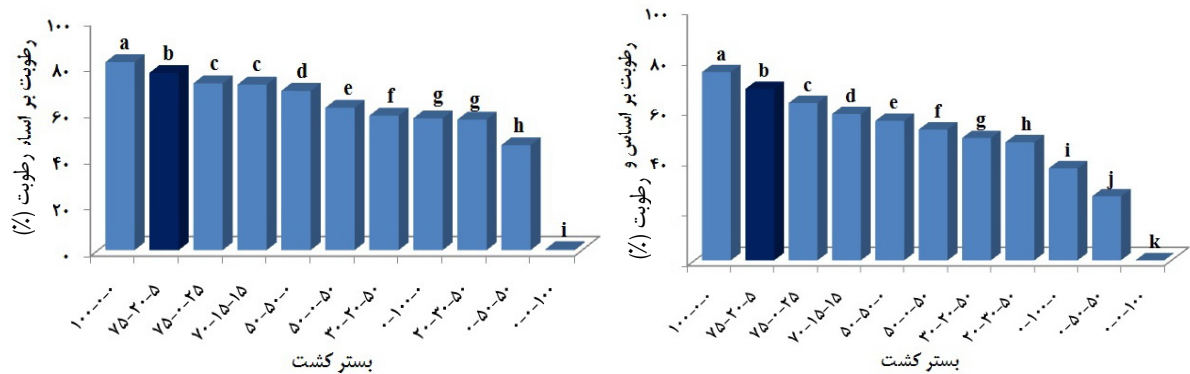 رطوبت بر اساء رطوبت (٪)
۱۰۰
۸۰
۶۰
۴۰
۲۰
۰
a
b
c
c
d
e
f
g
g
h
i
۱۰۰-۰-۰
۷۵-۲۰-۵
۷۵-۰-۲۵
۷۰-۱۵-۱۵
۵۰-۵۰-۰
۵۰-۰-۵۰
۳۰-۲۰-۵۰
۰-۱۰۰-۰
۲۰-۳۰-۵۰
۰-۵۰-۵۰
۰-۰-۱۰۰
بستر کشت
رطوبت بر اساس و رطوبت (٪)
۱۰۰
۸۰
۶۰
۴۰
a
b
c
d
e
f
g
h
i
j
k
۱۰۰-۰-۰
۷۵-۲۰-۵
۷۵-۰-۲۵
۷۰-۱۵-۱۵
۵۰-۵۰-۰
۵۰-۰-۵۰
۳۰-۲۰-۵۰
۲۰-۳۰-۵۰
۰-۱۰۰-۰
۰-۵۰-۵۰
۰-۰-۱۰۰
بستر کشت